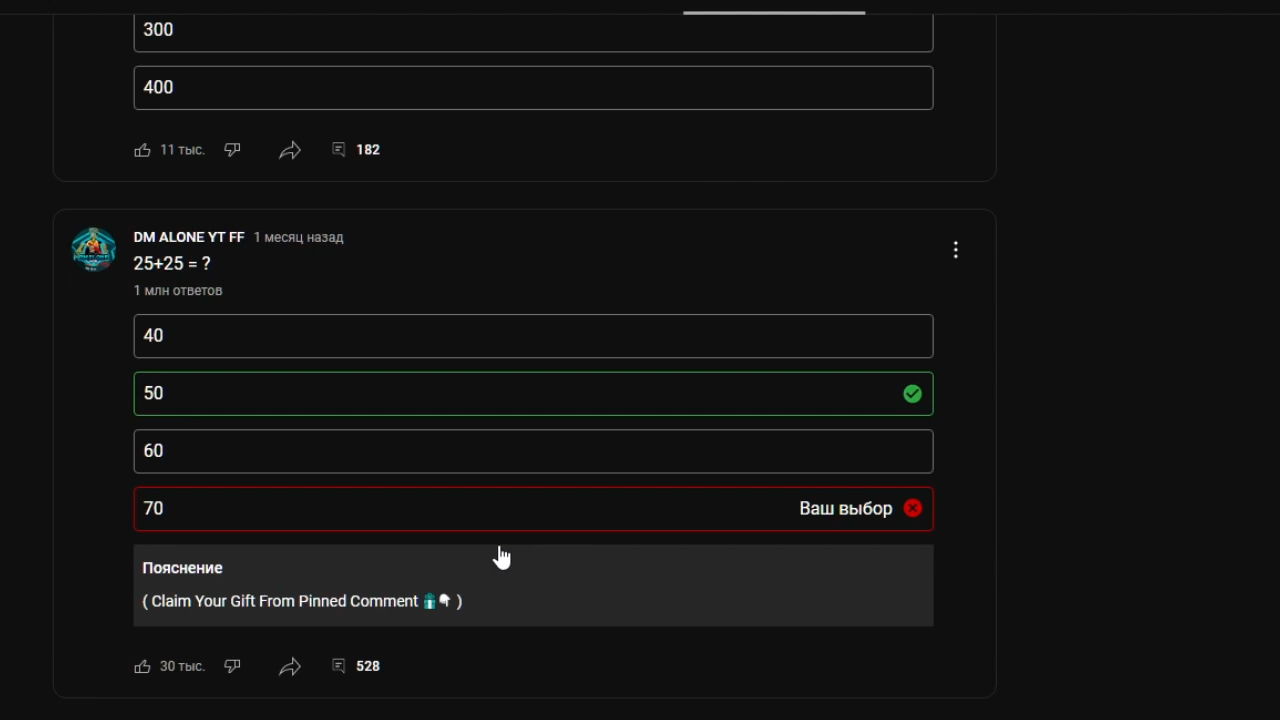 300
400
11 тыс.
182
DM ALONE YT FF 1 месяц назад
25+25 = ?
1 млн ответов
40
50
60
70 Ваш выбор
Пояснение
( Claim Your Gift From Pinned Comment 🎁👇 )
30 тыс.
528